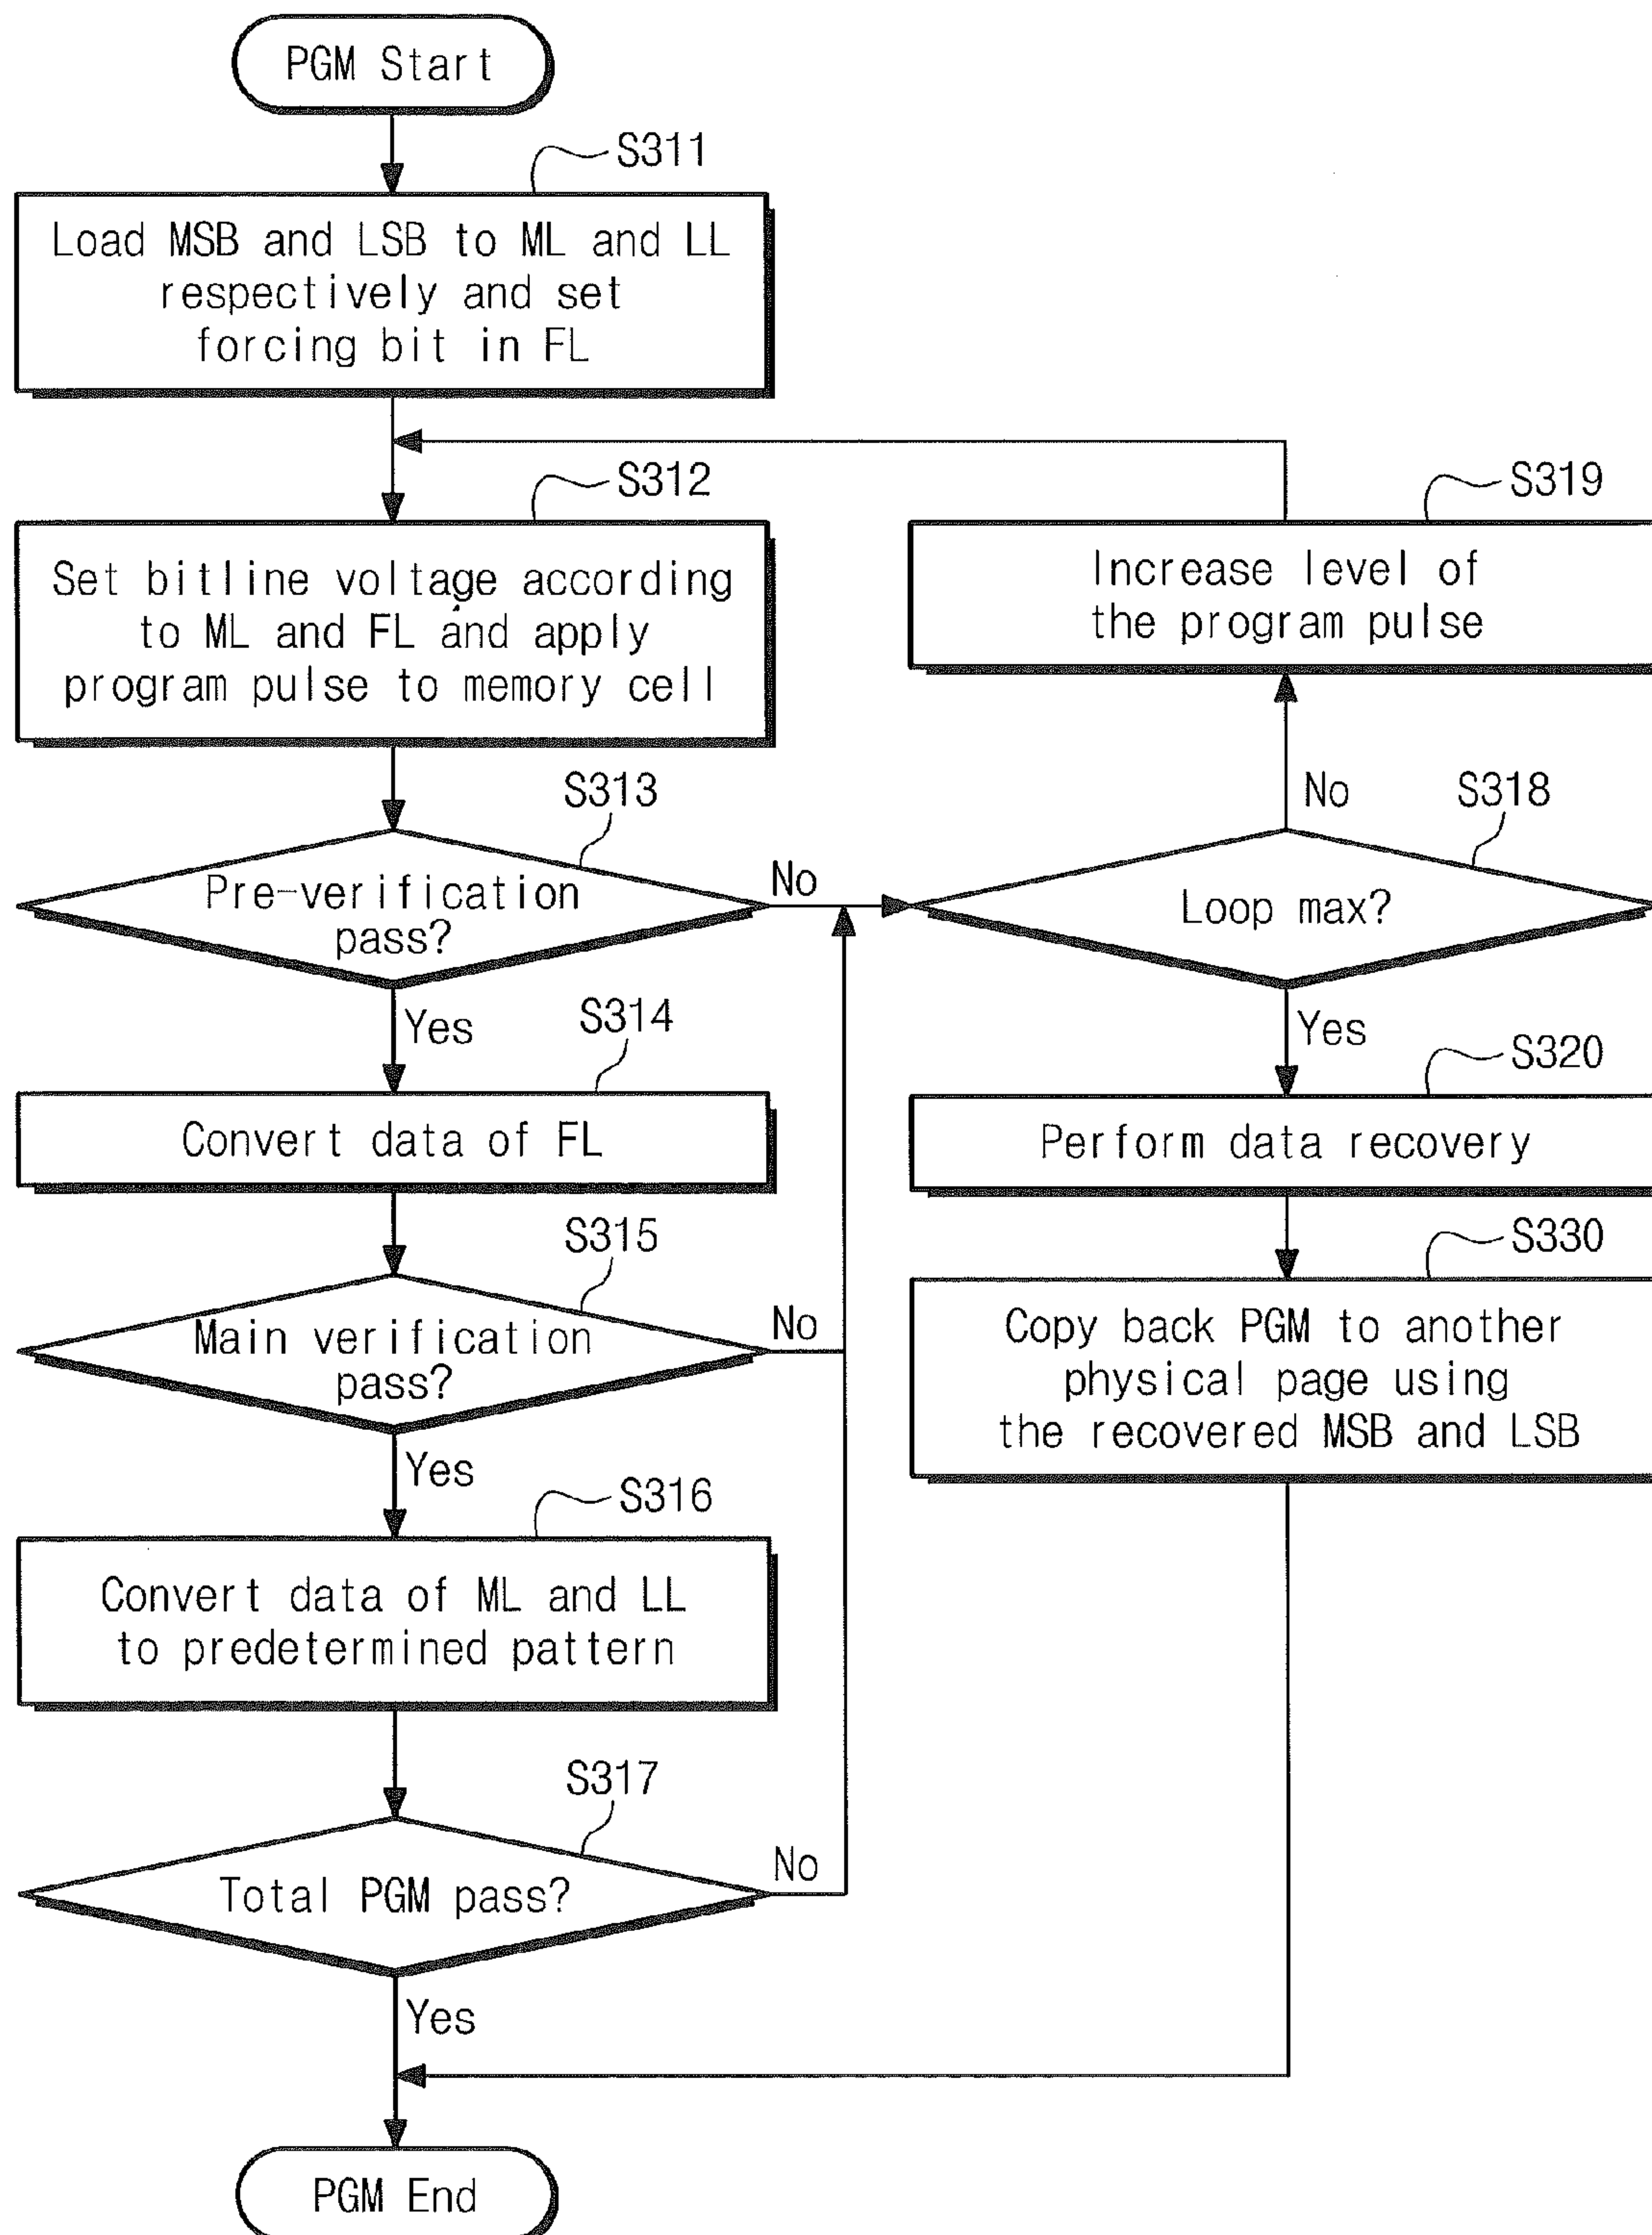 PGM Start
S311
Load MSB and LSB to ML and LL
respectively and set
forcing bit in FL
S312
Set bitline voltage according
to ML and FL and apply
program pulse to memory cell
S319
Increase level of
the program pulse
S313
Pre-verification
pass?
No
Yes
S318
Loop max?
No
Yes
S314
Convert data of FL
S320
Perform data recovery
S315
Main verification
pass?
No
Yes
S330
Copy back PGM to another
physical page using
the recovered MSB and LSB
S316
Convert data of ML and LL
to predetermined pattern
S317
Total PGM pass?
No
Yes
PGM End